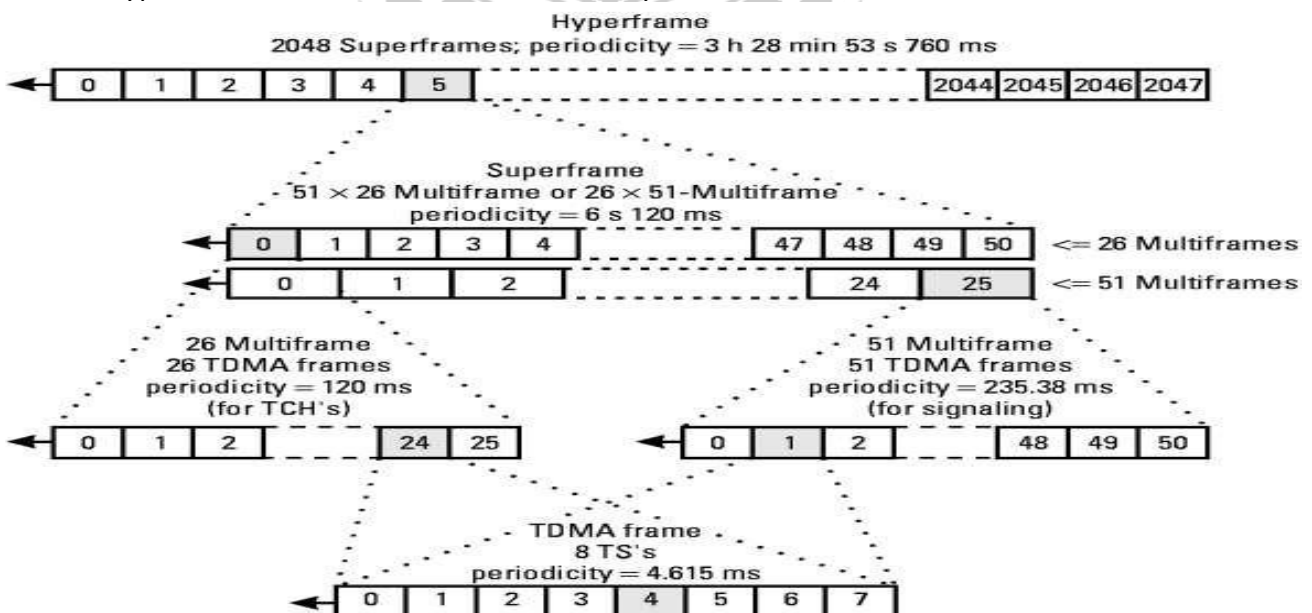 Hyperframe
2048 Superframes; periodicity = 3 h 28 min 53 s 760 ms
0 1 2 3 4 5 2044 2045 2046 2047
Superframe
51 × 26 Multiframe or 26 × 51-Multiframe
periodicity = 6 s 120 ms
0 1 2 3 4 47 48 49 50 <= 26 Multiframes
0 1 2 24 25 <= 51 Multiframes
26 Multiframe
26 TDMA frames
periodicity = 120 ms
(for TCH's)
51 Multiframe
51 TDMA frames
periodicity = 235.38 ms
(for signaling)
0 1 2 24 25
0 1 2 48 49 50
TDMA frame
8 TS's
periodicity = 4.615 ms
0 1 2 3 4 5 6 7